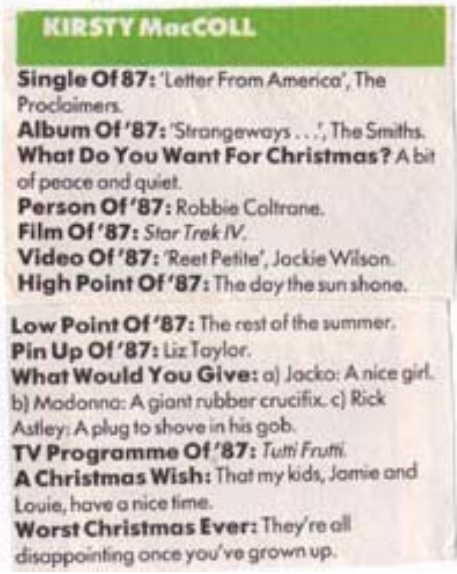 KIRSTY MacCOLL
Single Of 87: 'Letter From America', The
Proclaimers.
Album Of '87: 'Strangeways . . .', The Smiths.
What Do You Want For Christmas? A bit
of peace and quiet.
Person Of '87: Robbie Coltrane.
Film Of '87: Star Trek IV.
Video Of '87: 'Reet Petite', Jackie Wilson.
High Point Of '87: The day the sun shone.
Low Point Of '87: The rest of the summer.
Pin Up Of '87: Liz Taylor.
What Would You Give: a) Jacko: A nice girl.
b) Madonna: A giant rubber crucifix. c) Rick
Astley: A plug to shove in his gob.
TV Programme Of '87: Tutti Frutti.
A Christmas Wish: That my kids, Jamie and
Louie, have a nice time.
Worst Christmas Ever: They're all
disappointing once you've grown up.